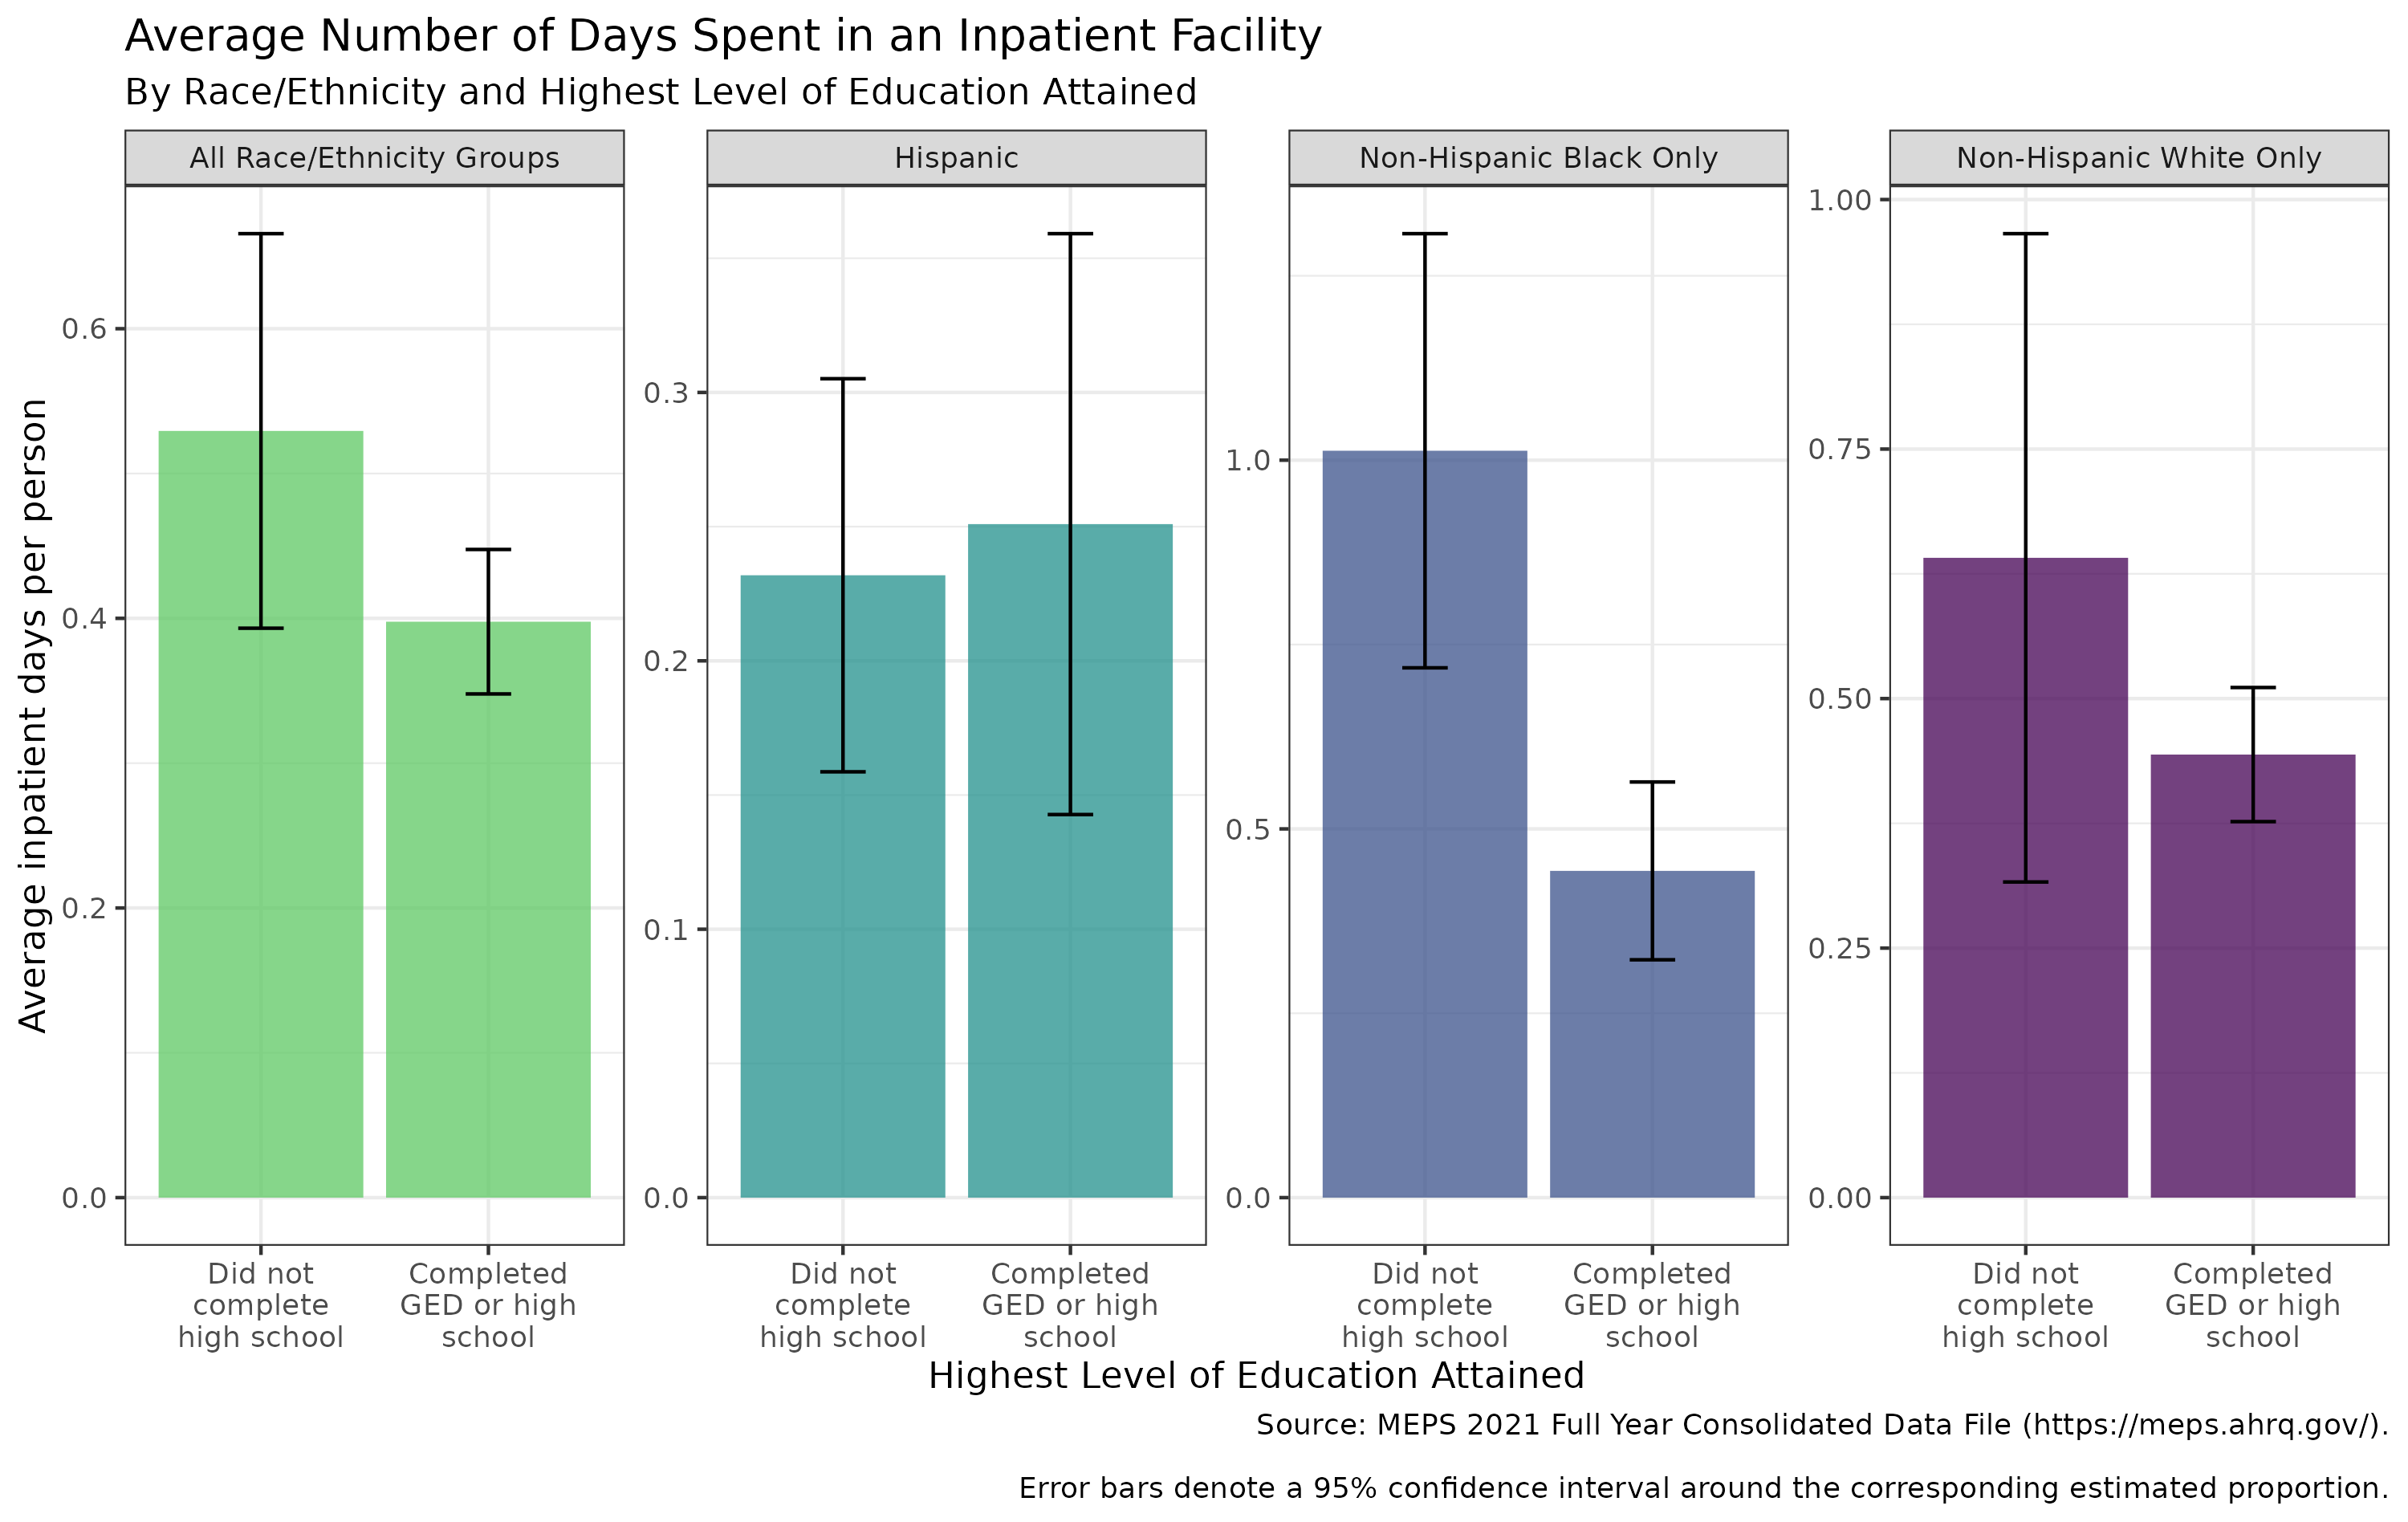 Average Number of Days Spent in an Inpatient Facility
By Race/Ethnicity and Highest Level of Education Attained
All Race/Ethnicity Groups
Hispanic
Non-Hispanic Black Only
Non-Hispanic White Only
Average inpatient days per person
0.6
0.4
0.2
0.0
0.3
0.2
0.1
0.0
1.0
0.5
0.0
1.00
0.75
0.50
0.25
0.00
Did not
complete
high school
Completed
GED or high
school
Did not
complete
high school
Completed
GED or high
school
Did not
complete
high school
Completed
GED or high
school
Did not
complete
high school
Completed
GED or high
school
Highest Level of Education Attained
Source: MEPS 2021 Full Year Consolidated Data File (https://meps.ahrq.gov/).
Error bars denote a 95% confidence interval around the corresponding estimated proportion.